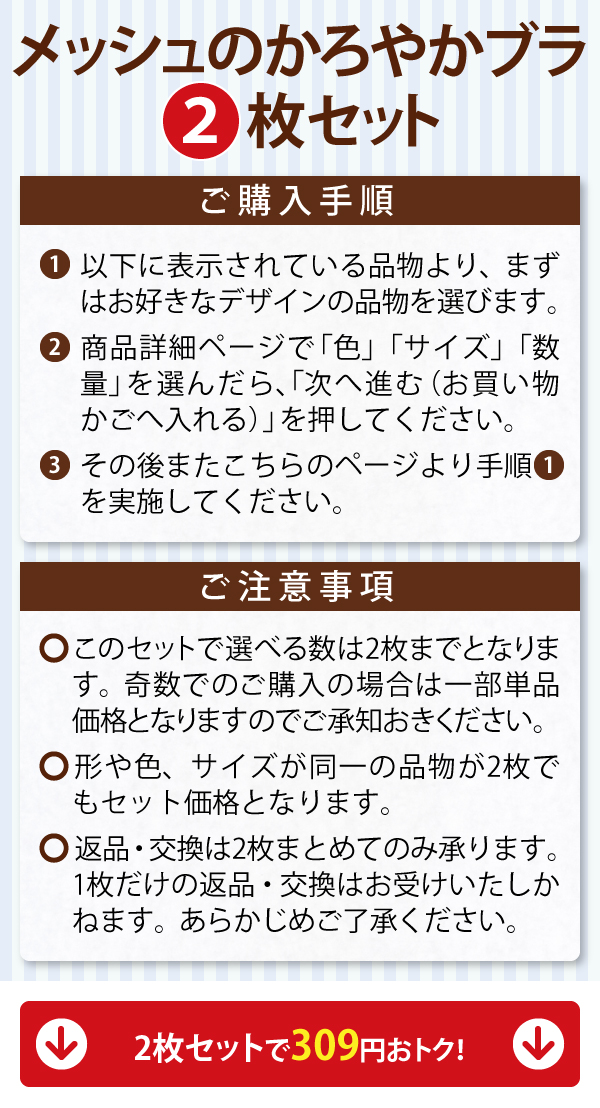 メッシュのかろやかブラ
2枚セット
ご購入手順
1 以下に表示されている品物より、まず
はお好きなデザインの品物を選びます。
2 商品詳細ページで「色」「サイズ」「数
量」を選んだら、「次へ進む（お買い物
かごへ入れる）」を押してください。
3 その後またこちらのページより手順1
を実施してください。
ご注意事項
○このセットで選べる数は2枚までとなりま
す。奇数でのご購入の場合は一部単品
価格となりますのでご承知おきください。
○形や色、サイズが同一の品物が2枚で
もセット価格となります。
○返品・交換は2枚まとめてのみ承ります。
1枚だけの返品・交換はお受けいたしか
ねます。あらかじめご了承ください。
2枚セットで309円おトク!